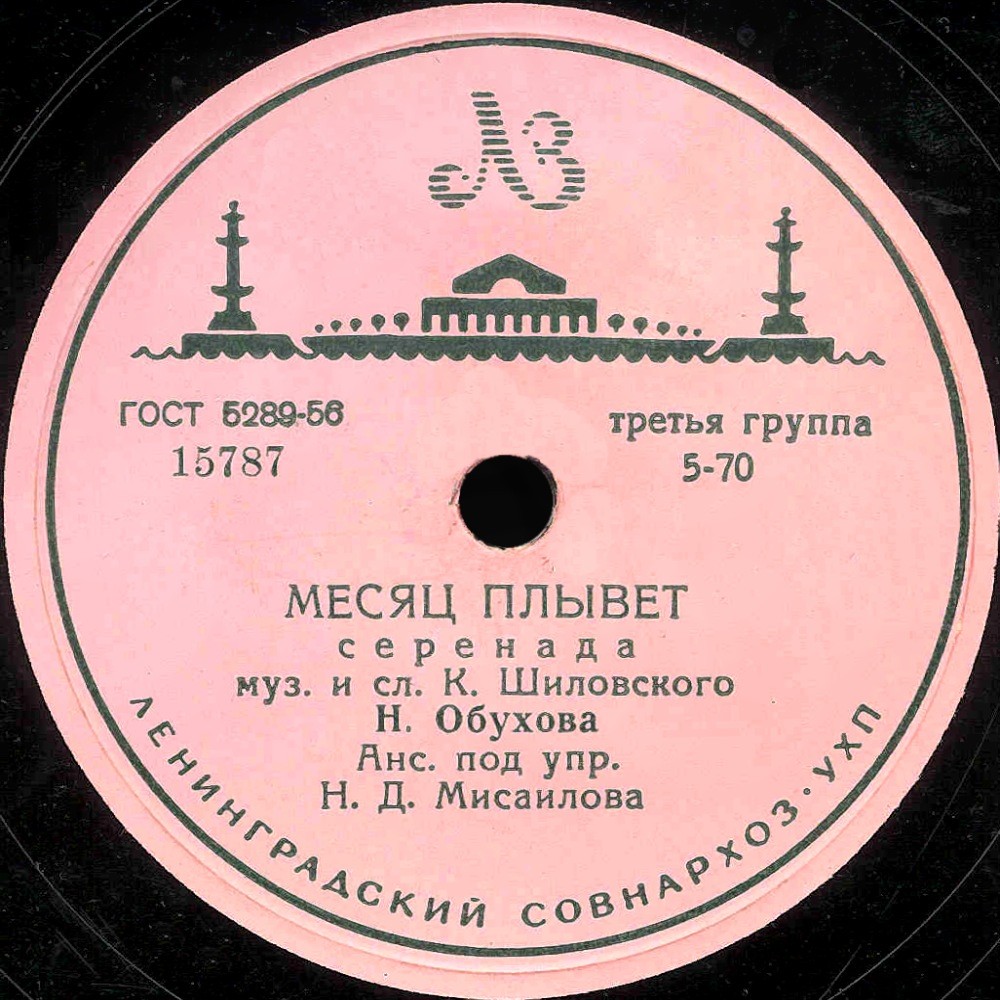 ЛЗ
ГОСТ 5289-56
15787
третья группа
5-70
МЕСЯЦ ПЛЫВЕТ
серенада
муз. и сл. К. Шиловского
Н. Обухова
Анс. под упр.
Н. Д. Мисаилова
ЛЕНИНГРАДСКИЙ СОВНАРХОЗ·УХП